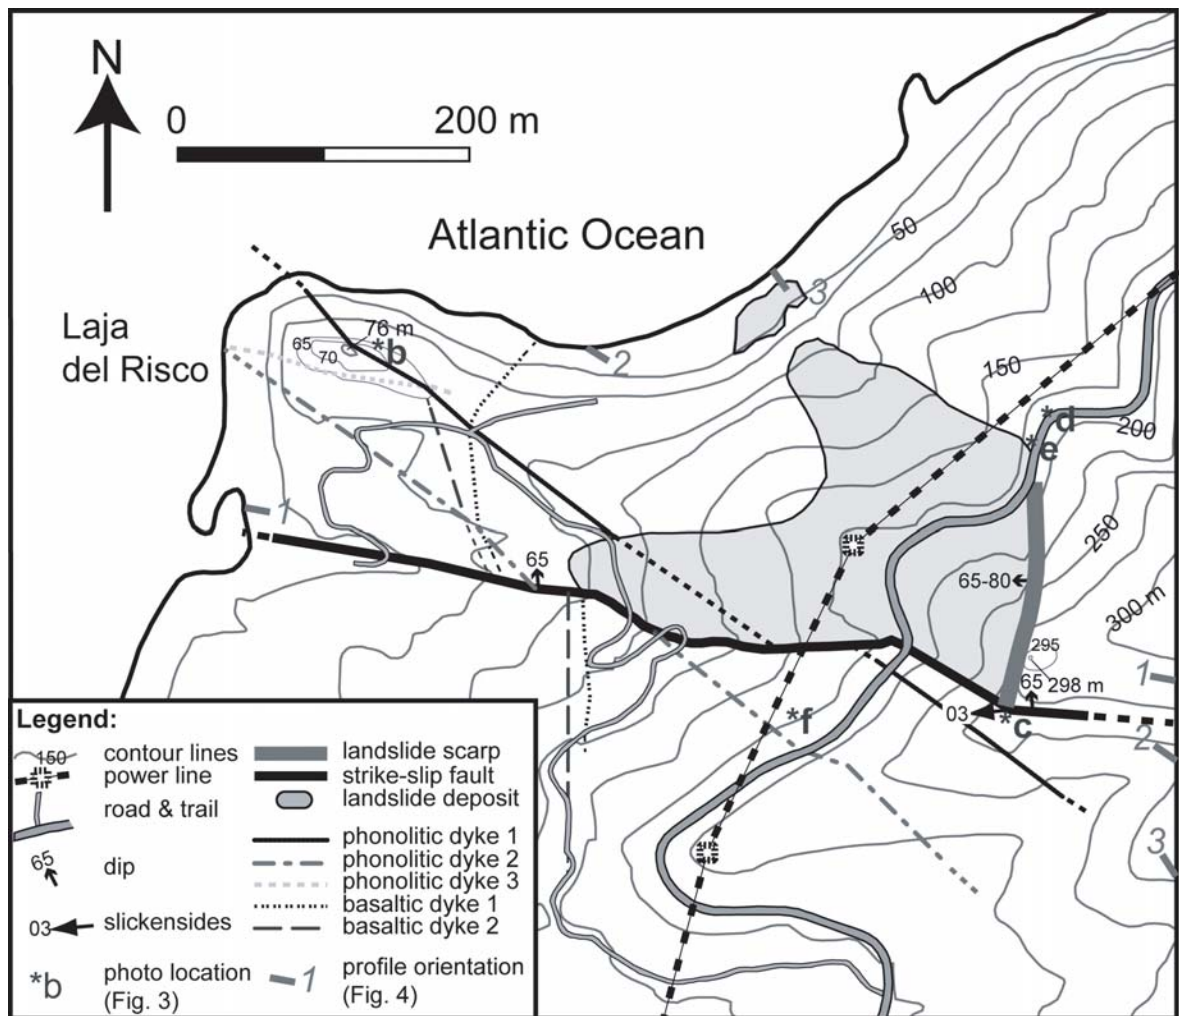 N
0 200 m
Atlantic Ocean
50
100
150
200
250
300 m
Laja
del Risco
76 m
65
70
*b
3
2
1
*d
*e
65
65-80
295
298 m
65
03
*c
*f
1
2
3
Legend:
150
contour lines
power line
road & trail
65
dip
03
slickensides
*b
photo location
(Fig. 3)
landslide scarp
strike-slip fault
landslide deposit
phonolitic dyke 1
phonolitic dyke 2
phonolitic dyke 3
basaltic dyke 1
basaltic dyke 2
1
profile orientation
(Fig. 4)